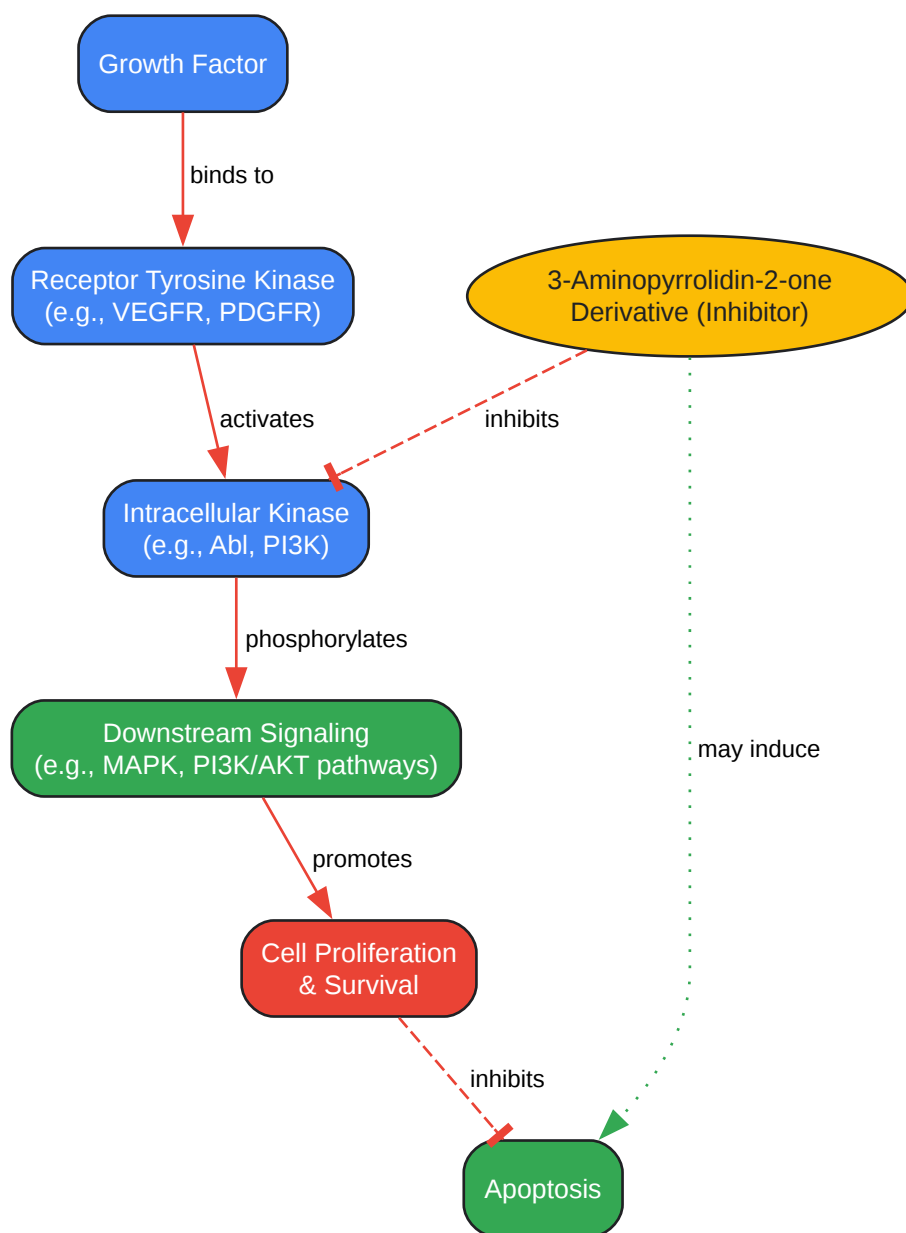 Growth Factor
binds to
Receptor Tyrosine Kinase
(e.g., VEGFR, PDGFR)
3-Aminopyrrolidin-2-one
Derivative (Inhibitor)
activates
inhibits
Intracellular Kinase
(e.g., Abl, PI3K)
phosphorylates
Downstream Signaling
(e.g., MAPK, PI3K/AKT pathways)
may induce
promotes
Cell Proliferation
& Survival
inhibits
Apoptosis